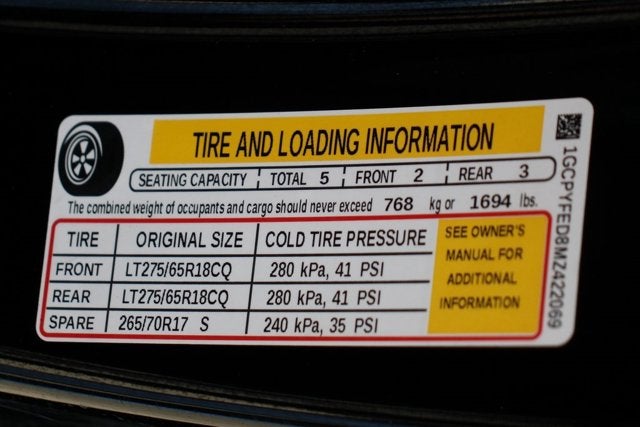 TIRE AND LOADING INFORMATION
SEATING CAPACITY TOTAL 5 FRONT 2 REAR 3
The combined weight of occupants and cargo should never exceed 768 kg or 1694 lbs.
TIRE ORIGINAL SIZE COLD TIRE PRESSURE
FRONT LT275/65R18CQ 280 kPa, 41 PSI
REAR LT275/65R18CQ 280 kPa, 41 PSI
SPARE 265/70R17 S 240 kPa, 35 PSI
SEE OWNER'S
MANUAL FOR
ADDITIONAL
INFORMATION
1GCPYFED8MZ422069